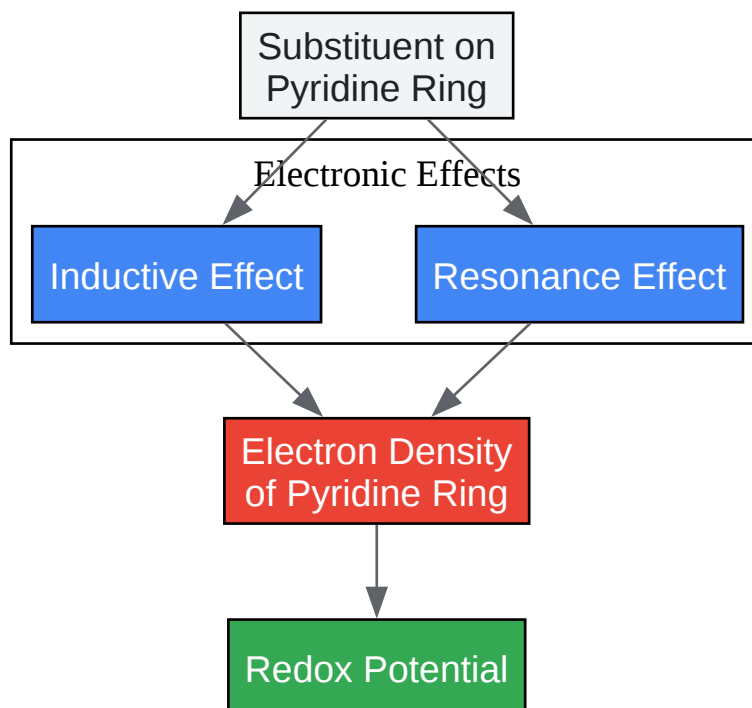 Substituent on
Pyridine Ring
Electronic Effects
Inductive Effect
Resonance Effect
Electron Density
of Pyridine Ring
Redox Potential